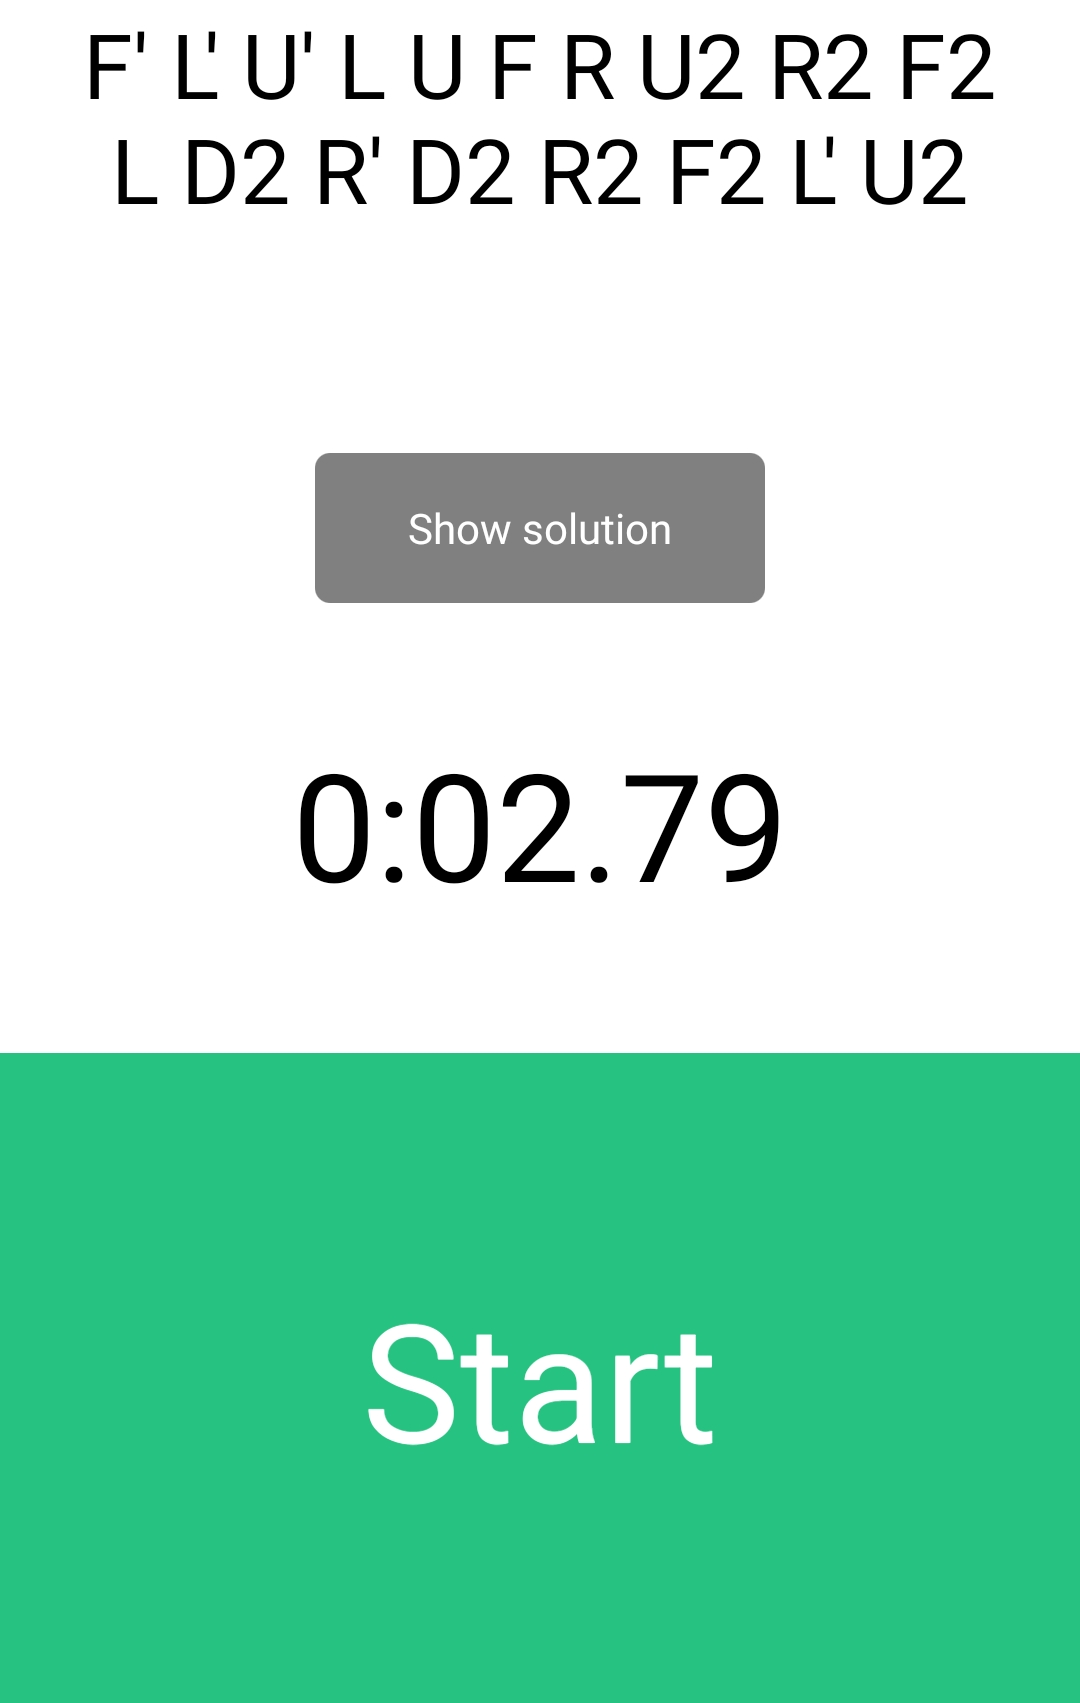 F' L' U' L U F R U2 R2 F2
L D2 R' D2 R2 F2 L' U2
Show solution
0:02.79
Start